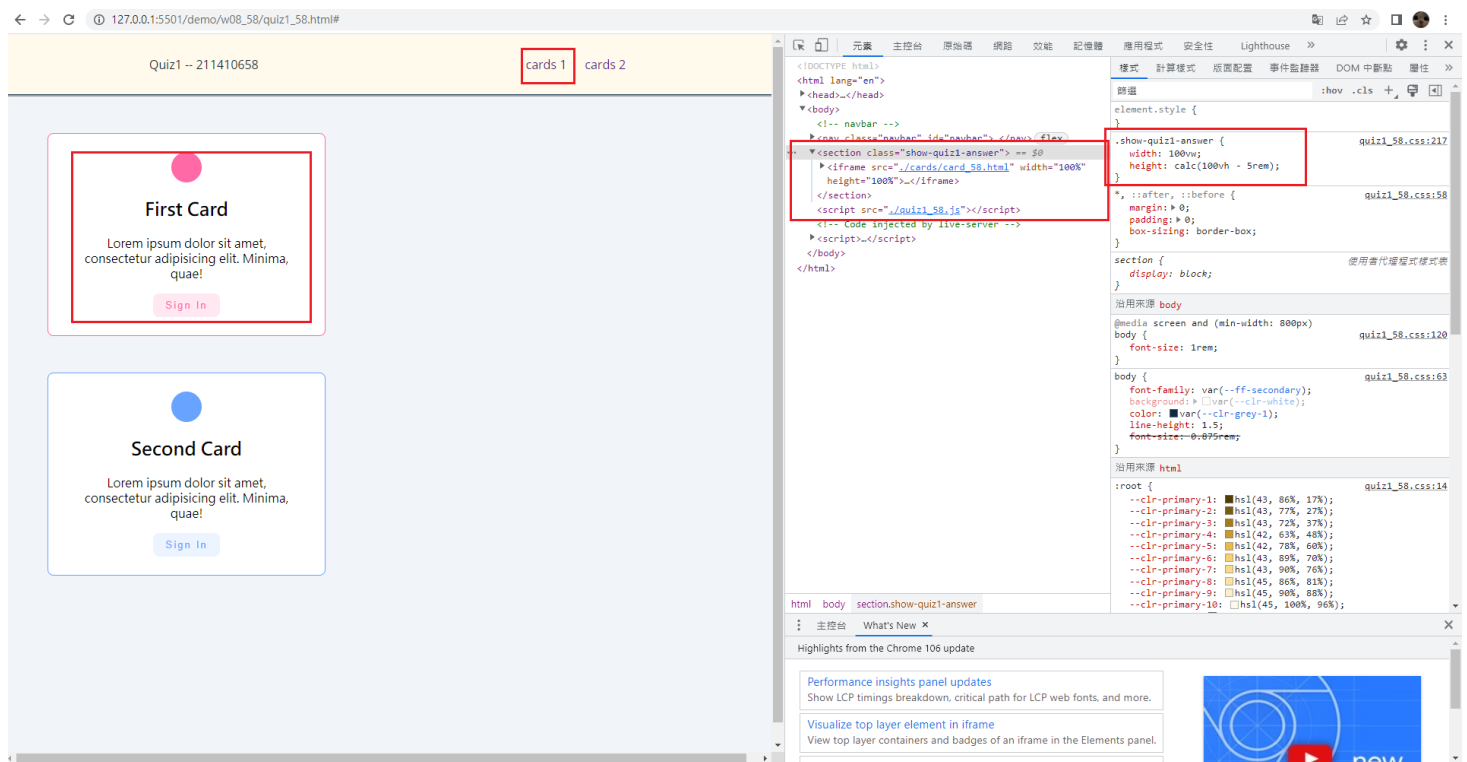 127.0.0.1:5501/demo/w08_58/quiz1_58.html#
Quiz1 -- 211410658
cards 1
cards 2
First Card
Lorem ipsum dolor sit amet,
consectetur adipisicing elit. Minima,
quae!
Sign In
Second Card
Lorem ipsum dolor sit amet,
consectetur adipisicing elit. Minima,
quae!
Sign In
元素 主控台 原始碼 網路 效能 記憶體 應用程式 安全性 Lighthouse »
<!DOCTYPE html>
<html lang="en">
<head>…</head>
<body>
<!-- navbar -->
<nav class="navbar" id="navbar">…</nav> flex
<section class="show-quiz1-answer"> == $0
<iframe src="./cards/card_58.html" width="100%"
height="100%">…</iframe>
</section>
<script src="./quiz1_58.js"></script>
<!-- Code injected by live-server -->
<script>…</script>
</body>
</html>
html body section.show-quiz1-answer
樣式 計算樣式 版面配置 事件監聽器 DOM 中斷點 屬性 »
篩選 :hov .cls +
element.style {
}
.show-quiz1-answer { quiz1_58.css:217
width: 100vw;
height: calc(100vh - 5rem);
}
*, ::after, ::before { quiz1_58.css:58
margin: 0;
padding: 0;
box-sizing: border-box;
}
section { 使用者代理程式樣式表
display: block;
}
沿用來源 body
@media screen and (min-width: 800px)
body { quiz1_58.css:120
font-size: 1rem;
}
body { quiz1_58.css:63
font-family: var(--ff-secondary);
background: var(--clr-white);
color: var(--clr-grey-1);
line-height: 1.5;
font-size: 0.875rem;
}
沿用來源 html
:root { quiz1_58.css:14
--clr-primary-1: hsl(43, 86%, 17%);
--clr-primary-2: hsl(43, 77%, 27%);
--clr-primary-3: hsl(43, 72%, 37%);
--clr-primary-4: hsl(42, 63%, 48%);
--clr-primary-5: hsl(42, 78%, 60%);
--clr-primary-6: hsl(43, 89%, 70%);
--clr-primary-7: hsl(43, 90%, 76%);
--clr-primary-8: hsl(45, 86%, 81%);
--clr-primary-9: hsl(45, 90%, 88%);
--clr-primary-10: hsl(45, 100%, 96%);
主控台 What's New ×
Highlights from the Chrome 106 update
Performance insights panel updates
Show LCP timings breakdown, critical path for LCP web fonts, and more.
Visualize top layer element in iframe
View top layer containers and badges of an iframe in the Elements panel.
new